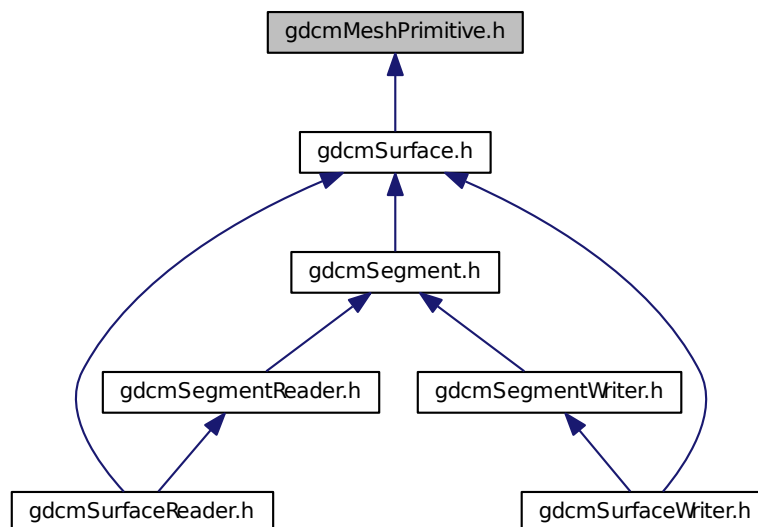 gdcmMeshPrimitive.h
gdcmSurface.h
gdcmSegment.h
gdcmSegmentReader.h
gdcmSegmentWriter.h
gdcmSurfaceReader.h
gdcmSurfaceWriter.h